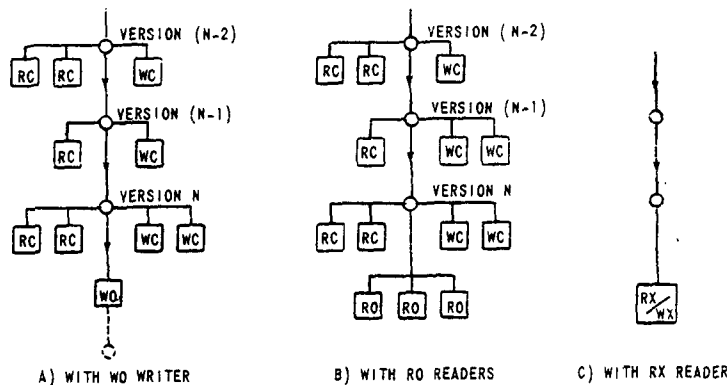 VERSION (N-2)
RC RC WC
VERSION (N-1)
RC WC
VERSION N
RC RC WC WC
WO
A) WITH WO WRITER
VERSION (N-2)
RC RC WC
VERSION (N-1)
RC WC WC
VERSION N
RC RC WC WC
RO RO RO
B) WITH RO READERS
RX/WX
C) WITH RX READER